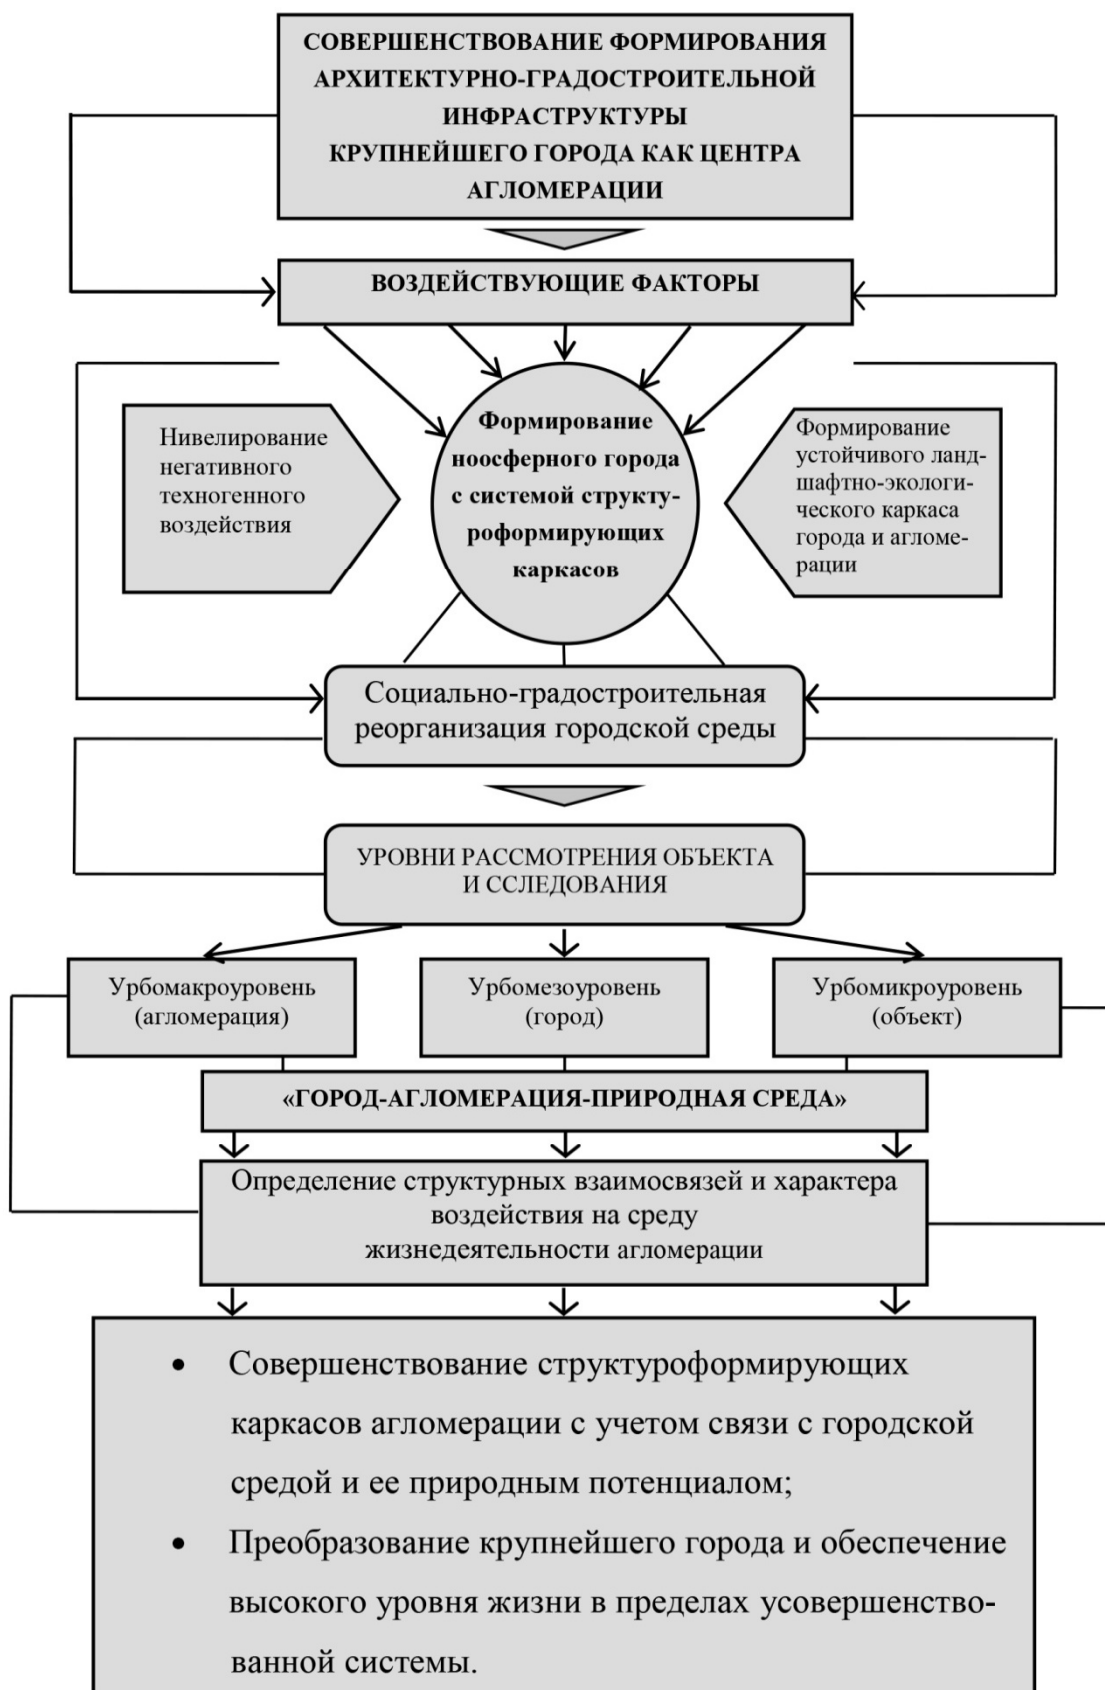 СОВЕРШЕНСТВОВАНИЕ ФОРМИРОВАНИЯ
АРХИТЕКТУРНО-ГРАДОСТРОИТЕЛЬНОЙ
ИНФРАСТРУКТУРЫ
КРУПНЕЙШЕГО ГОРОДА КАК ЦЕНТРА
АГЛОМЕРАЦИИ
ВОЗДЕЙСТВУЮЩИЕ ФАКТОРЫ
Нивелирование
негативного
техногенного
воздействия
Формирование
ноосферного города
с системой структу-
роформирующих
каркасов
Формирование
устойчивого ланд-
шафтно-экологи-
ческого каркаса
города и агломе-
рации
Социально-градостроительная
реорганизация городской среды
УРОВНИ РАССМОТРЕНИЯ ОБЪЕКТА
И ССЛЕДОВАНИЯ
Урбомакроуровень
(агломерация)
Урбомезоуровень
(город)
Урбомикроуровень
(объект)
«ГОРОД-АГЛОМЕРАЦИЯ-ПРИРОДНАЯ СРЕДА»
Определение структурных взаимосвязей и характера
воздействия на среду
жизнедеятельности агломерации
• Совершенствование структуроформирующих
каркасов агломерации с учетом связи с городской
средой и ее природным потенциалом;
• Преобразование крупнейшего города и обеспечение
высокого уровня жизни в пределах усовершенство-
ванной системы.